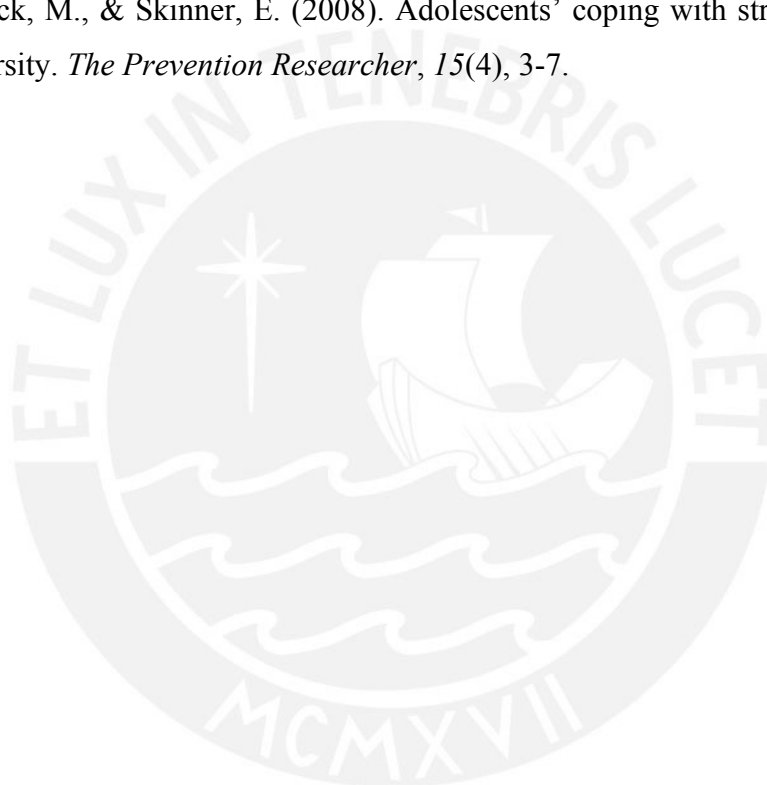 ck, M., & Skinner, E. (2008). Adolescents’ coping with str
rsity. The Prevention Researcher, 15(4), 3-7.
ET LUX IN TENEBRIS LUCET
MCMXVII